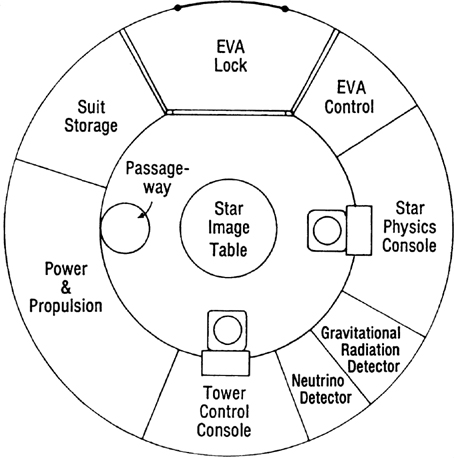 EVA
Lock
EVA
Control
Suit
Storage
Passage-
way
Star
Image
Table
Star
Physics
Console
Power
&
Propulsion
Gravitational
Radiation
Detector
Neutrino
Detector
Tower
Control
Console